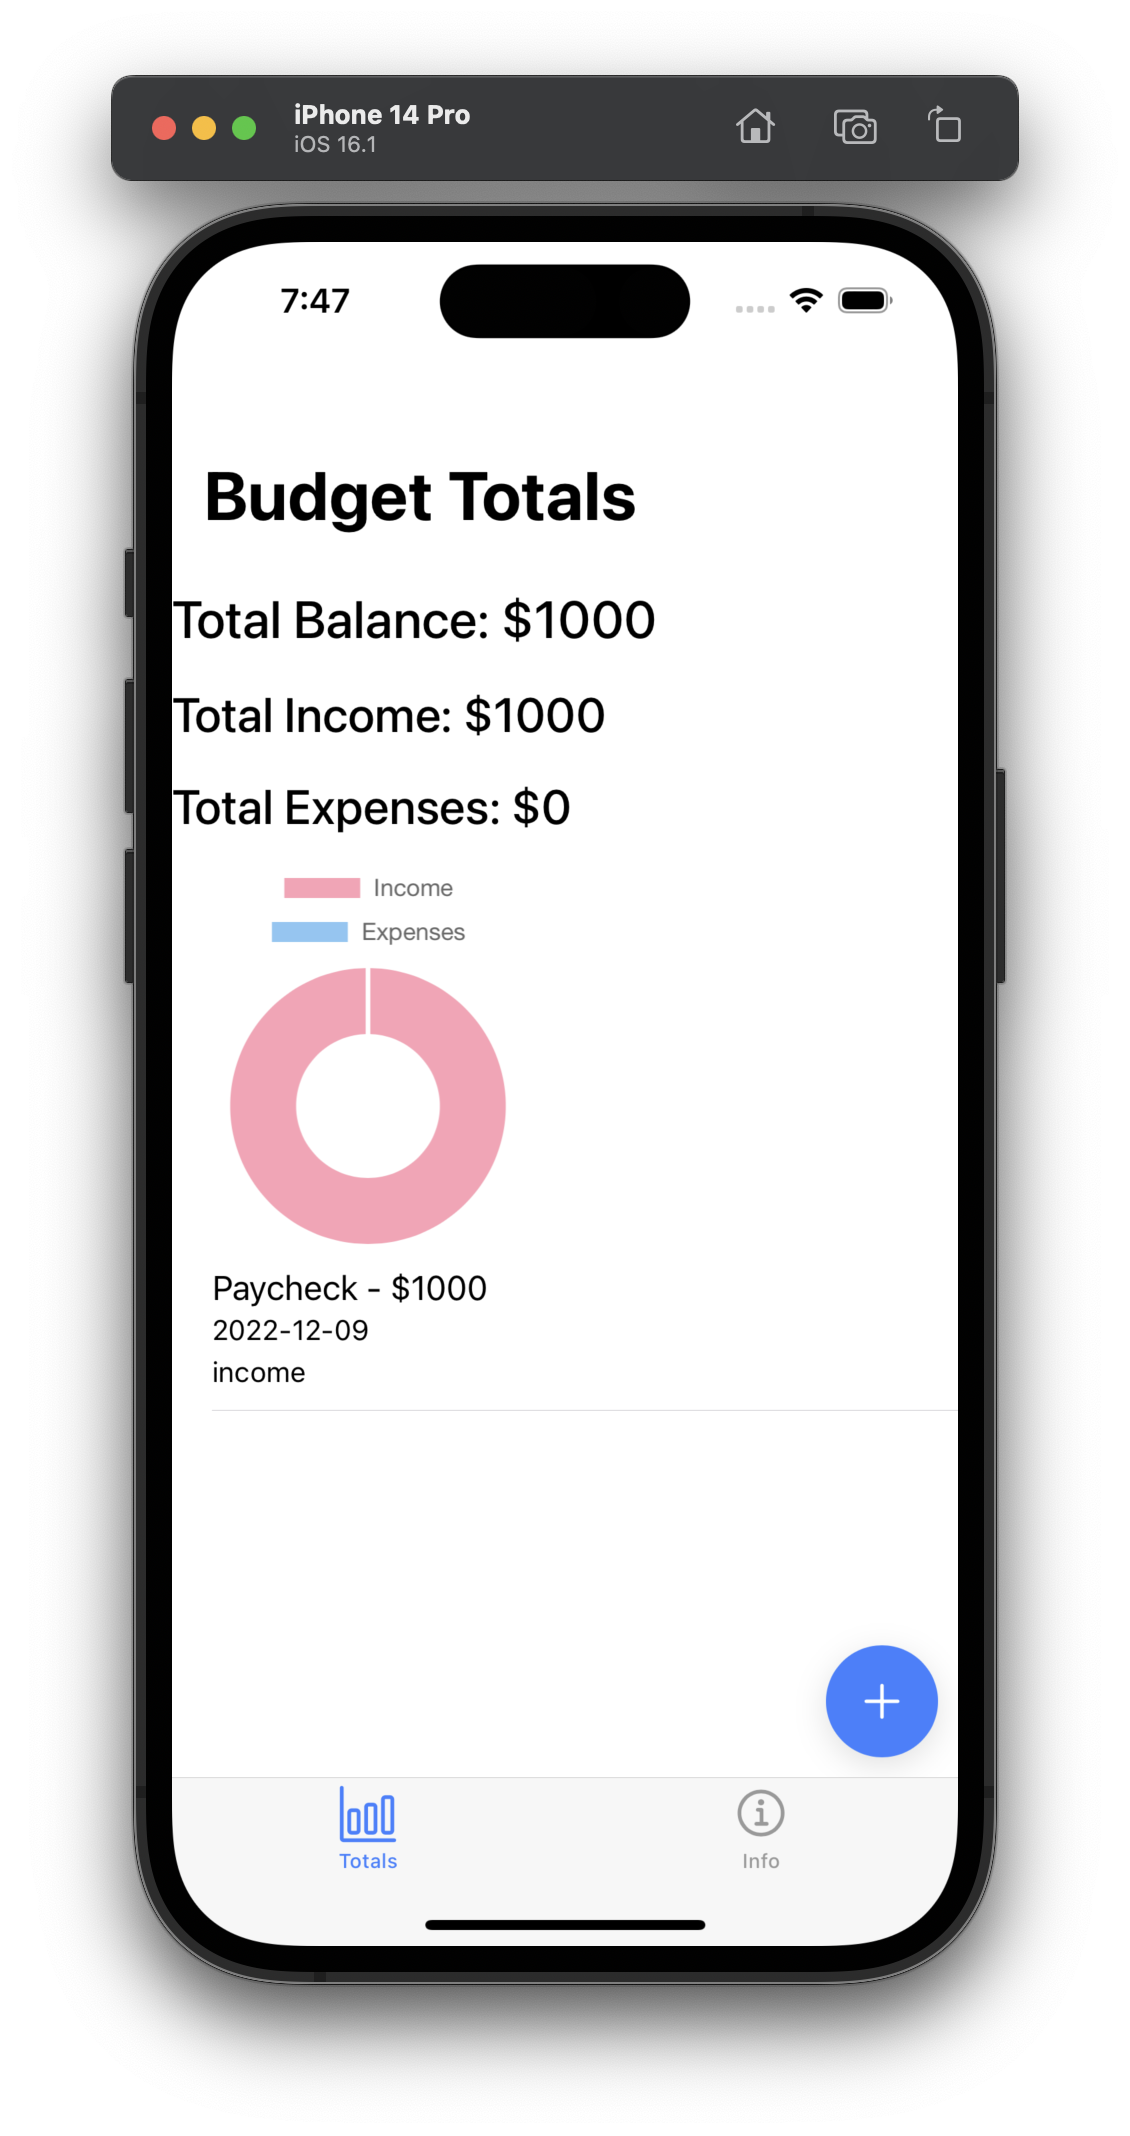 iPhone 14 Pro
iOS 16.1
7:47
Budget Totals
Total Balance: $1000
Total Income: $1000
Total Expenses: $0
Income
Expenses
Paycheck - $1000
2022-12-09
income
Totals
Info